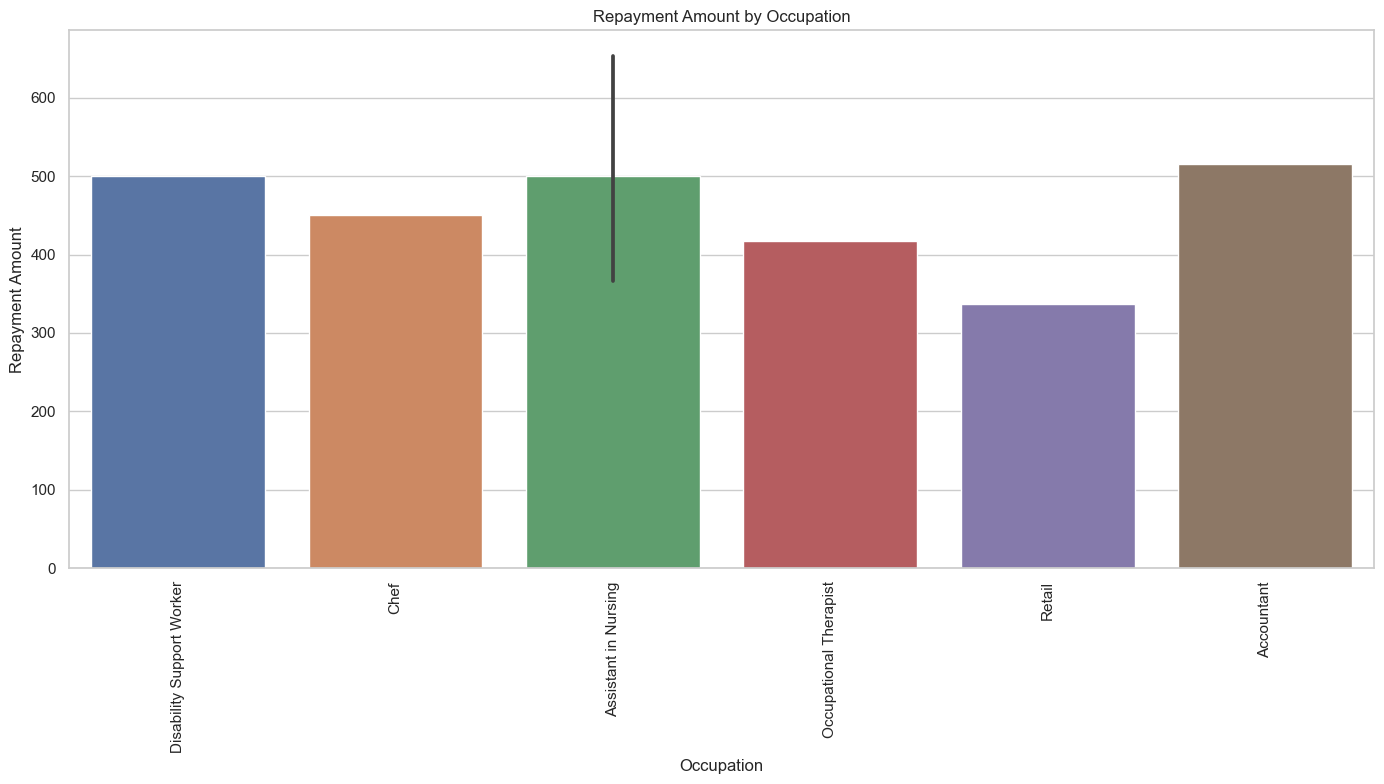 Repayment Amount by Occupation
Repayment Amount
600
500
400
300
200
100
0
Disability Support Worker
Chef
Assistant in Nursing
Occupational Therapist
Retail
Accountant
Occupation